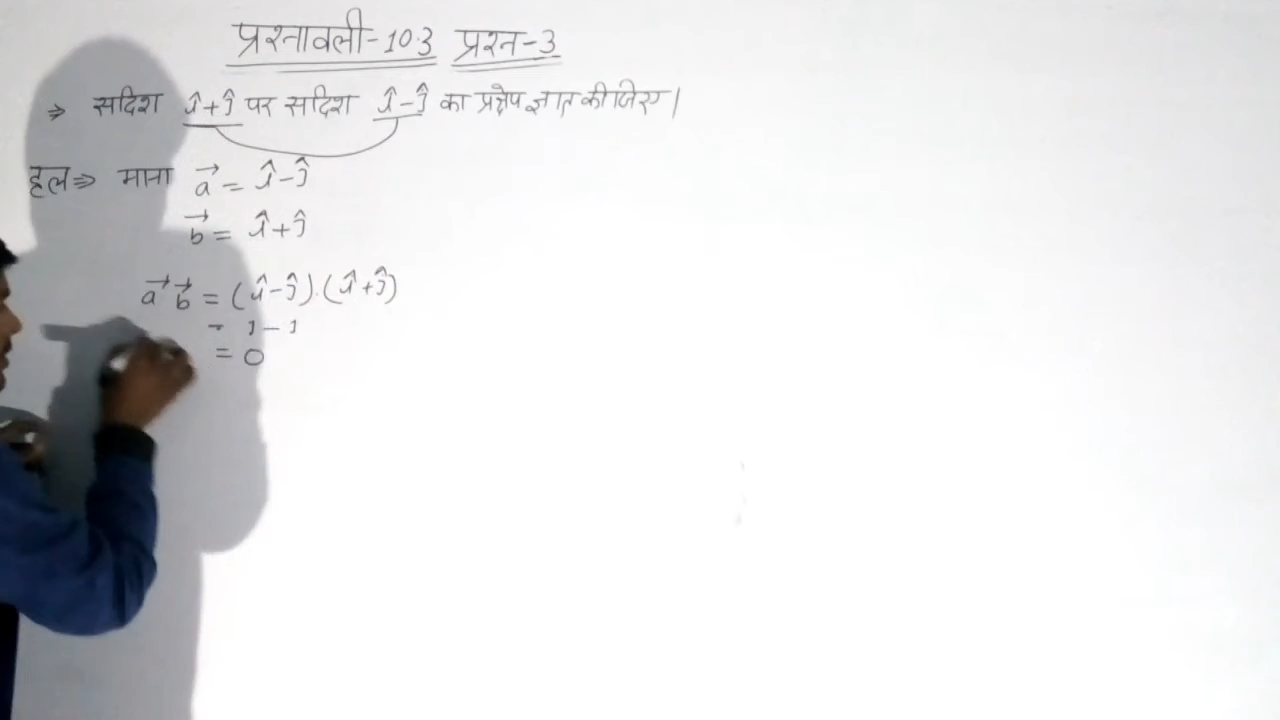 प्रश्नावली-10.3 प्रश्न-3
⇒ सदिश î+ĵ पर सदिश î-ĵ का प्रक्षेप ज्ञात कीजिए।
हल⇒ माना a⃗ = î-ĵ
b⃗ = î+ĵ
a⃗ b⃗ = (î-ĵ).(î+ĵ)
= 1-1
= 0